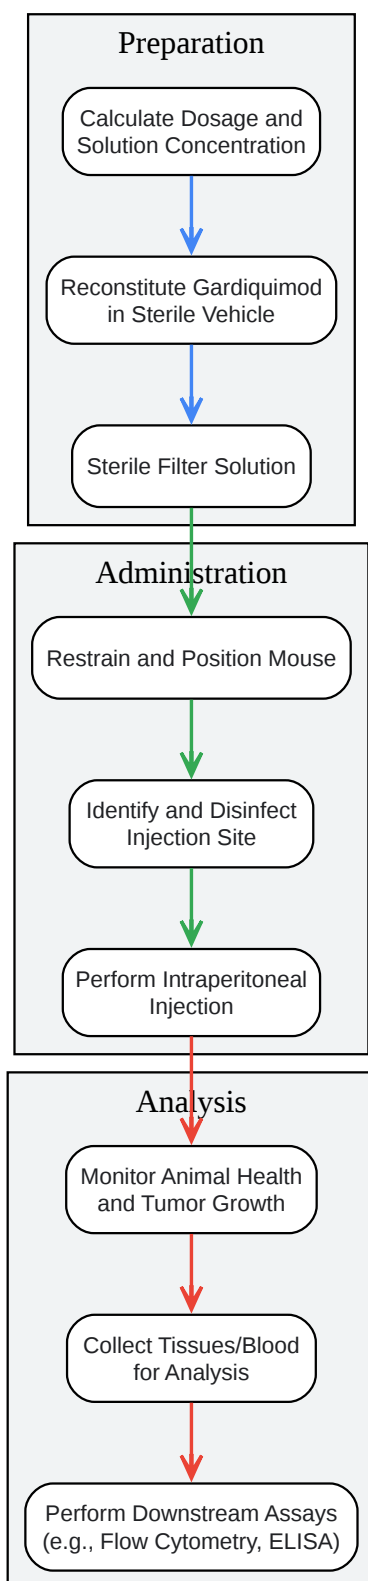 Preparation
Calculate Dosage and
Solution Concentration
Reconstitute Gardiquimod
in Sterile Vehicle
Sterile Filter Solution
Administration
Restrain and Position Mouse
Identify and Disinfect
Injection Site
Perform Intraperitoneal
Injection
Analysis
Monitor Animal Health
and Tumor Growth
Collect Tissues/Blood
for Analysis
Perform Downstream Assays
(e.g., Flow Cytometry, ELISA)